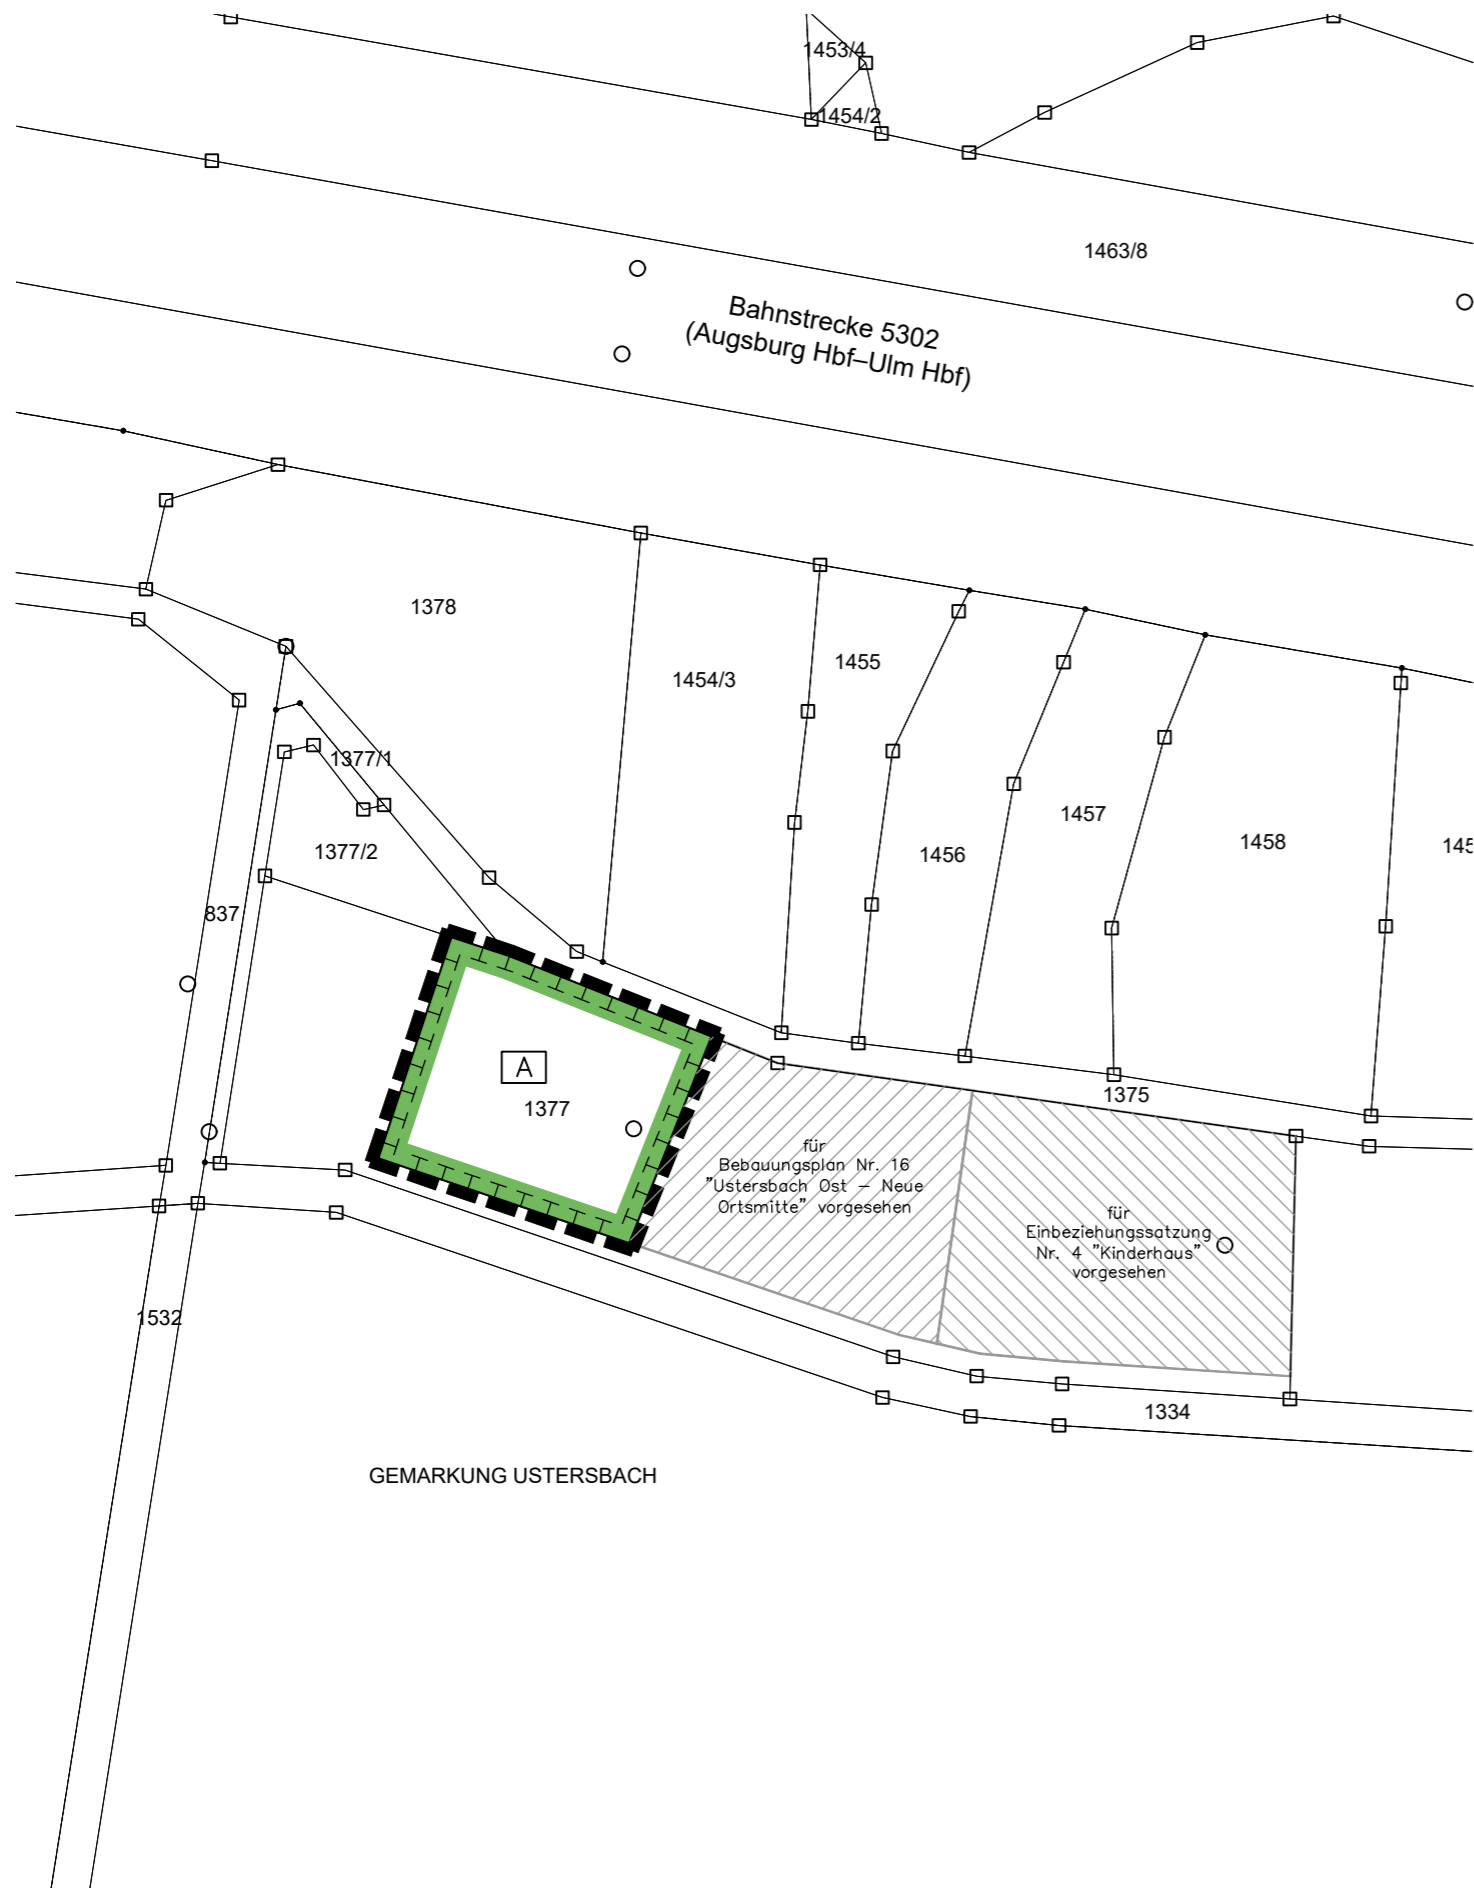 1453/4
1454/2
1463/8
Bahnstrecke 5302
(Augsburg Hbf–Ulm Hbf)
1378
1454/3
1455
1377/1
1457
1458
145
1377/2
1456
837
A
1377
1375
für
Bebauungsplan Nr. 16
"Ustersbach Ost – Neue
Ortsmitte" vorgesehen
für
Einbeziehungssatzung
Nr. 4 "Kinderhaus"
vorgesehen
1532
1334
GEMARKUNG USTERSBACH